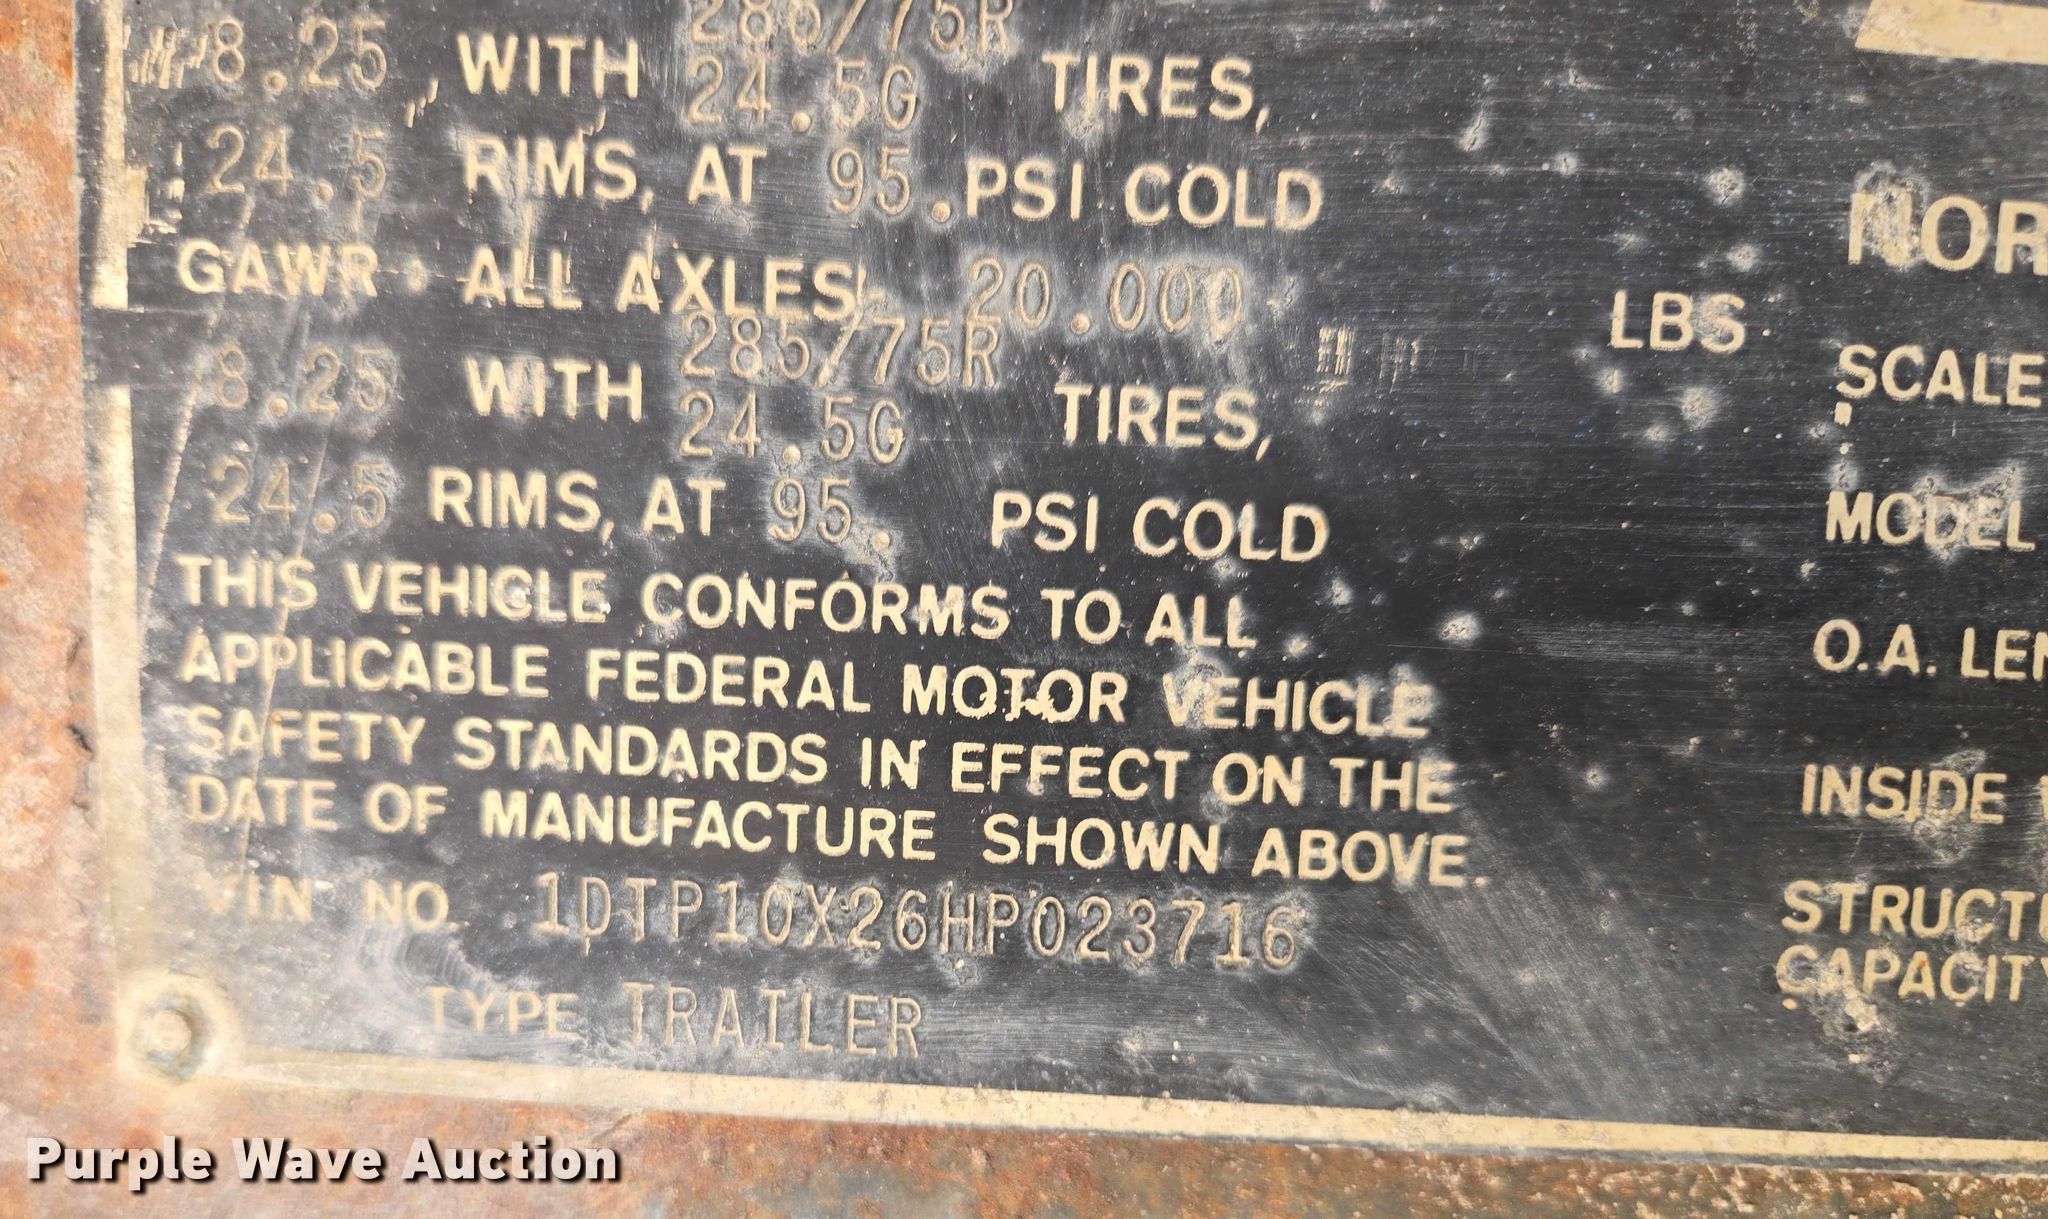 285/75R
8.25 WITH 24.5G TIRES,
24.5 RIMS, AT 95. PSI COLD
GAWR - ALL AXLES- 20.000 LBS
285/75R
8.25 WITH 24.5G TIRES,
24.5 RIMS, AT 95. PSI COLD
THIS VEHICLE CONFORMS TO ALL
APPLICABLE FEDERAL MOTOR VEHICLE
SAFETY STANDARDS IN EFFECT ON THE
DATE OF MANUFACTURE SHOWN ABOVE.
VIN NO. 1DTP10X26HP023716
TYPE TRAILER
NOR
SCALE
MODEL
O.A. LEN
INSIDE
STRUCT
CAPACITY
Purple Wave Auction